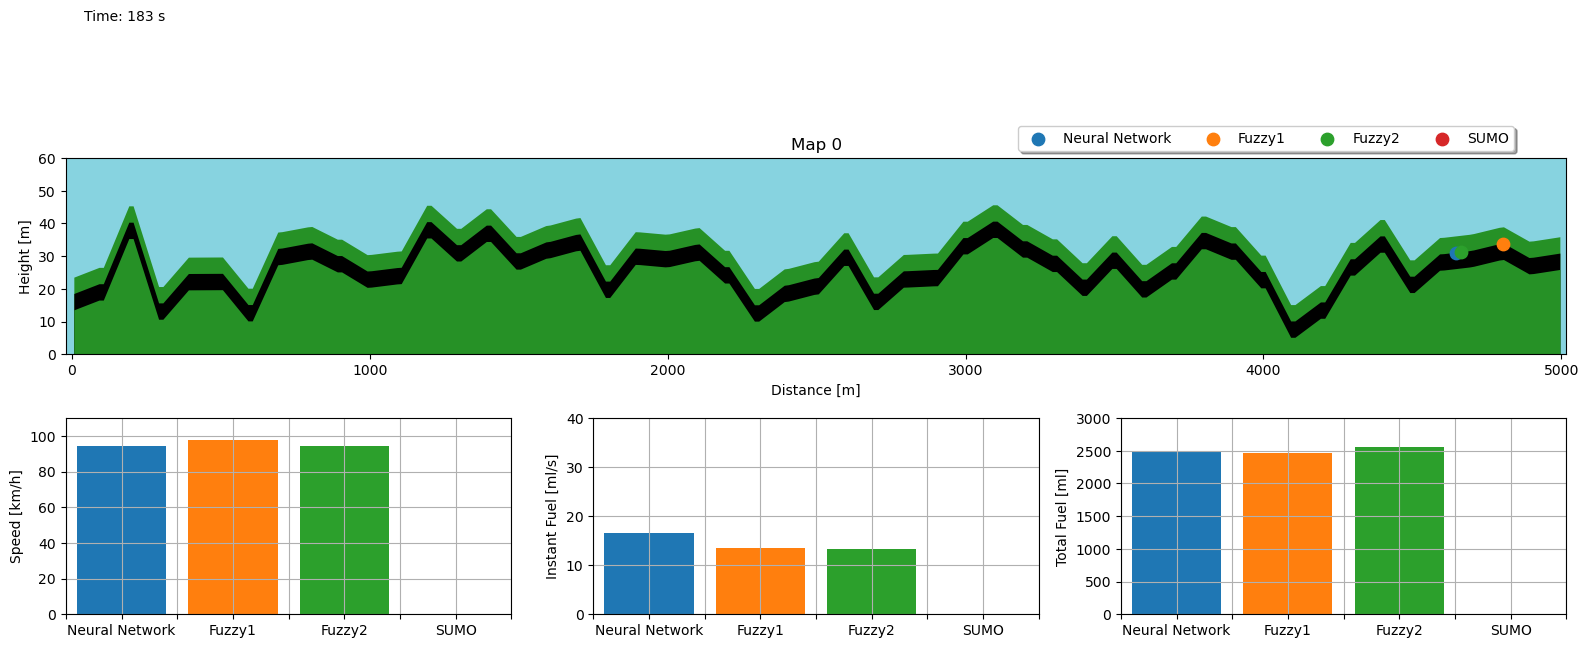 Time: 183 s
Map 0
Neural Network Fuzzy1 Fuzzy2 SUMO
Height [m]
60
50
40
30
20
10
0
0 1000 2000 3000 4000 5000
Distance [m]
Speed [km/h]
100
80
60
40
20
0
Neural Network Fuzzy1 Fuzzy2 SUMO
Instant Fuel [ml/s]
40
30
20
10
0
Neural Network Fuzzy1 Fuzzy2 SUMO
Total Fuel [ml]
3000
2500
2000
1500
1000
500
0
Neural Network Fuzzy1 Fuzzy2 SUMO